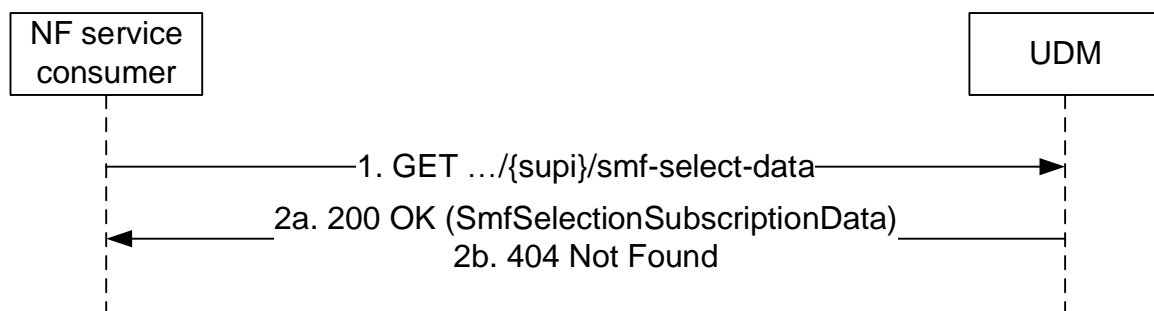 NF service
consumer
UDM
1. GET …/{supi}/smf-select-data
2a. 200 OK (SmfSelectionSubscriptionData)
2b. 404 Not Found